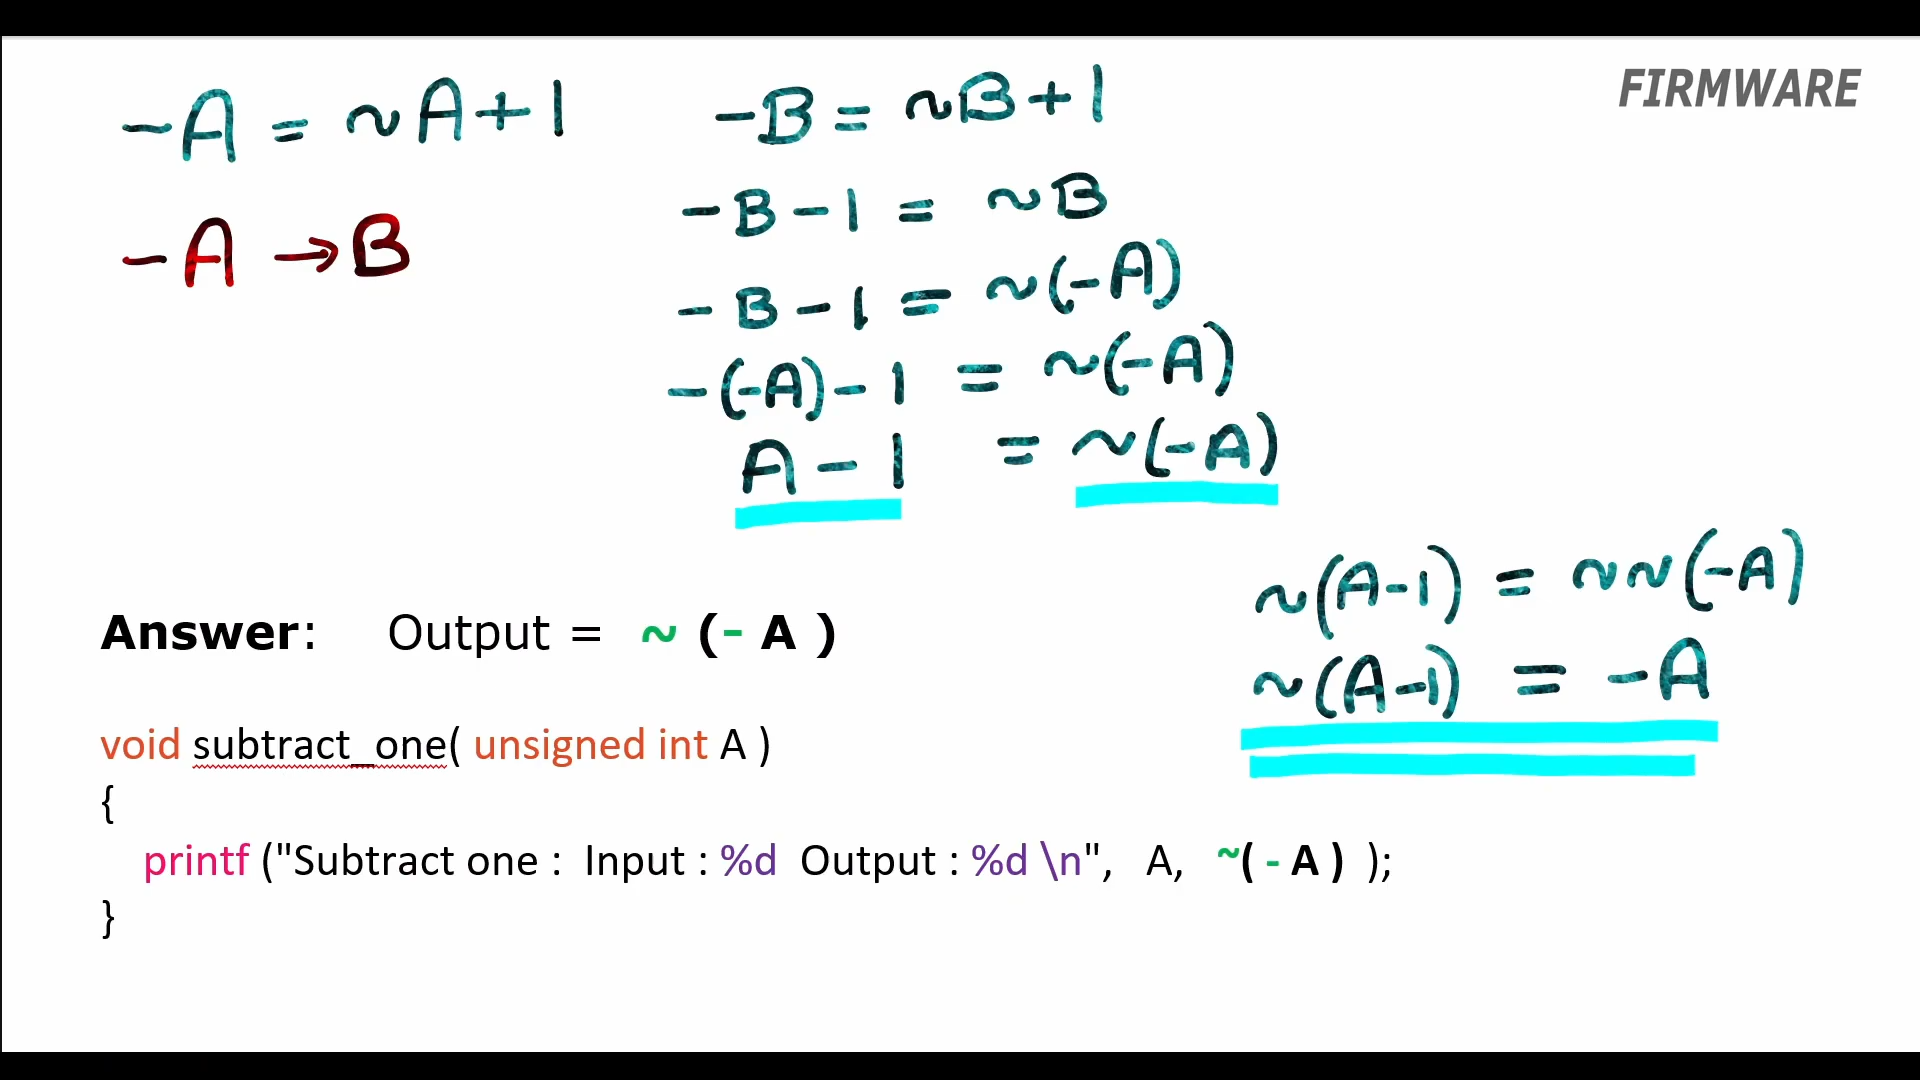 FIRMWARE
-A = ~A+1
-A → B
-B = ~B+1
-B-1 = ~B
-B-1 = ~(-A)
-(-A)-1 = ~(-A)
A-1 = ~(-A)
~(A-1) = ~~(-A)
~(A-1) = -A
Answer: Output = ~ (- A )
void subtract_one( unsigned int A )
{
printf ("Subtract one : Input : %d Output : %d \n", A, ~( - A ) );
}